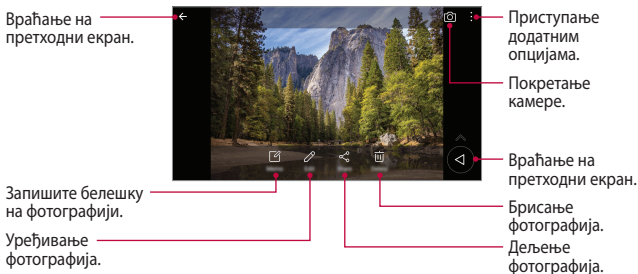 Враћање на
претходни екран.
Приступање
додатним
опцијама.
Покретање
камере.
Враћање на
претходни екран.
Запишите белешку
на фотографији.
Уређивање
фотографија.
Брисање
фотографија.
Дељење
фотографија.